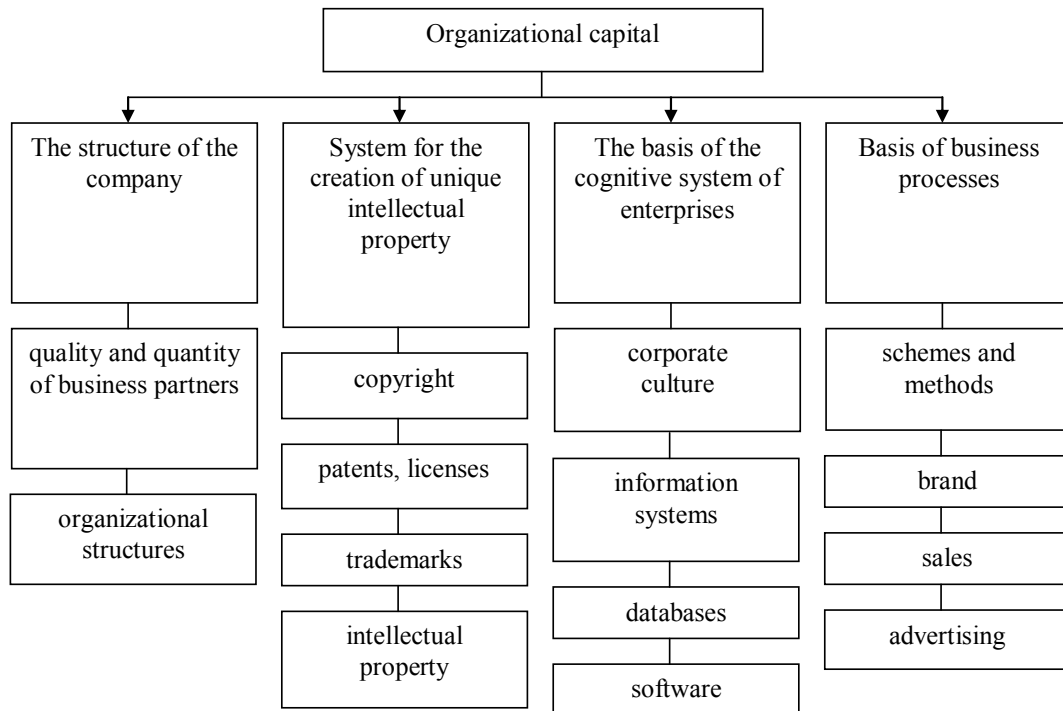 Organizational capital
The structure of the
company
System for the
creation of unique
intellectual
property
The basis of the
cognitive system of
enterprises
Basis of business
processes
quality and quantity
of business partners
organizational
structures
copyright
patents, licenses
trademarks
intellectual
property
corporate
culture
information
systems
databases
software
schemes and
methods
brand
sales
advertising